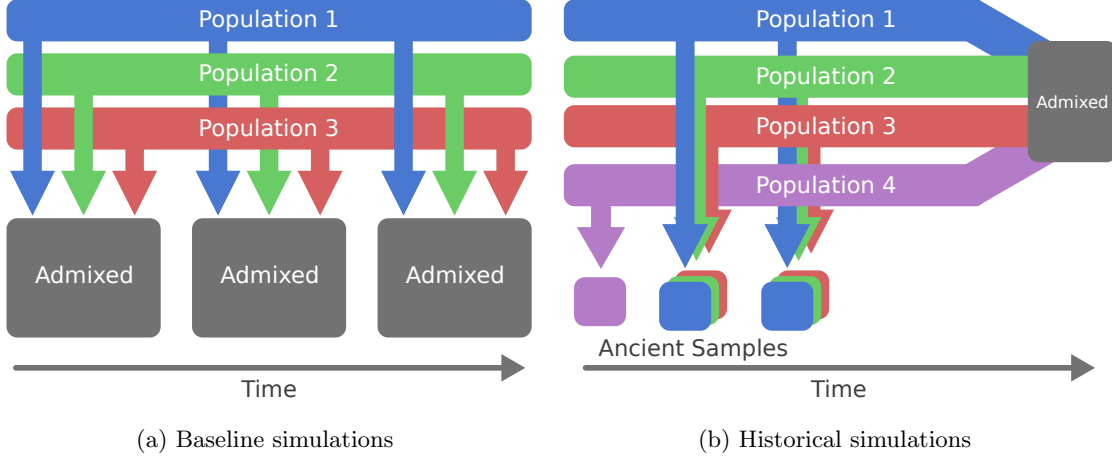 Population 1
Population 2
Population 3
Admixed
Admixed
Admixed
Time
(a) Baseline simulations
Population 1
Population 2
Population 3
Population 4
Admixed
Ancient Samples
Time
(b) Historical simulations